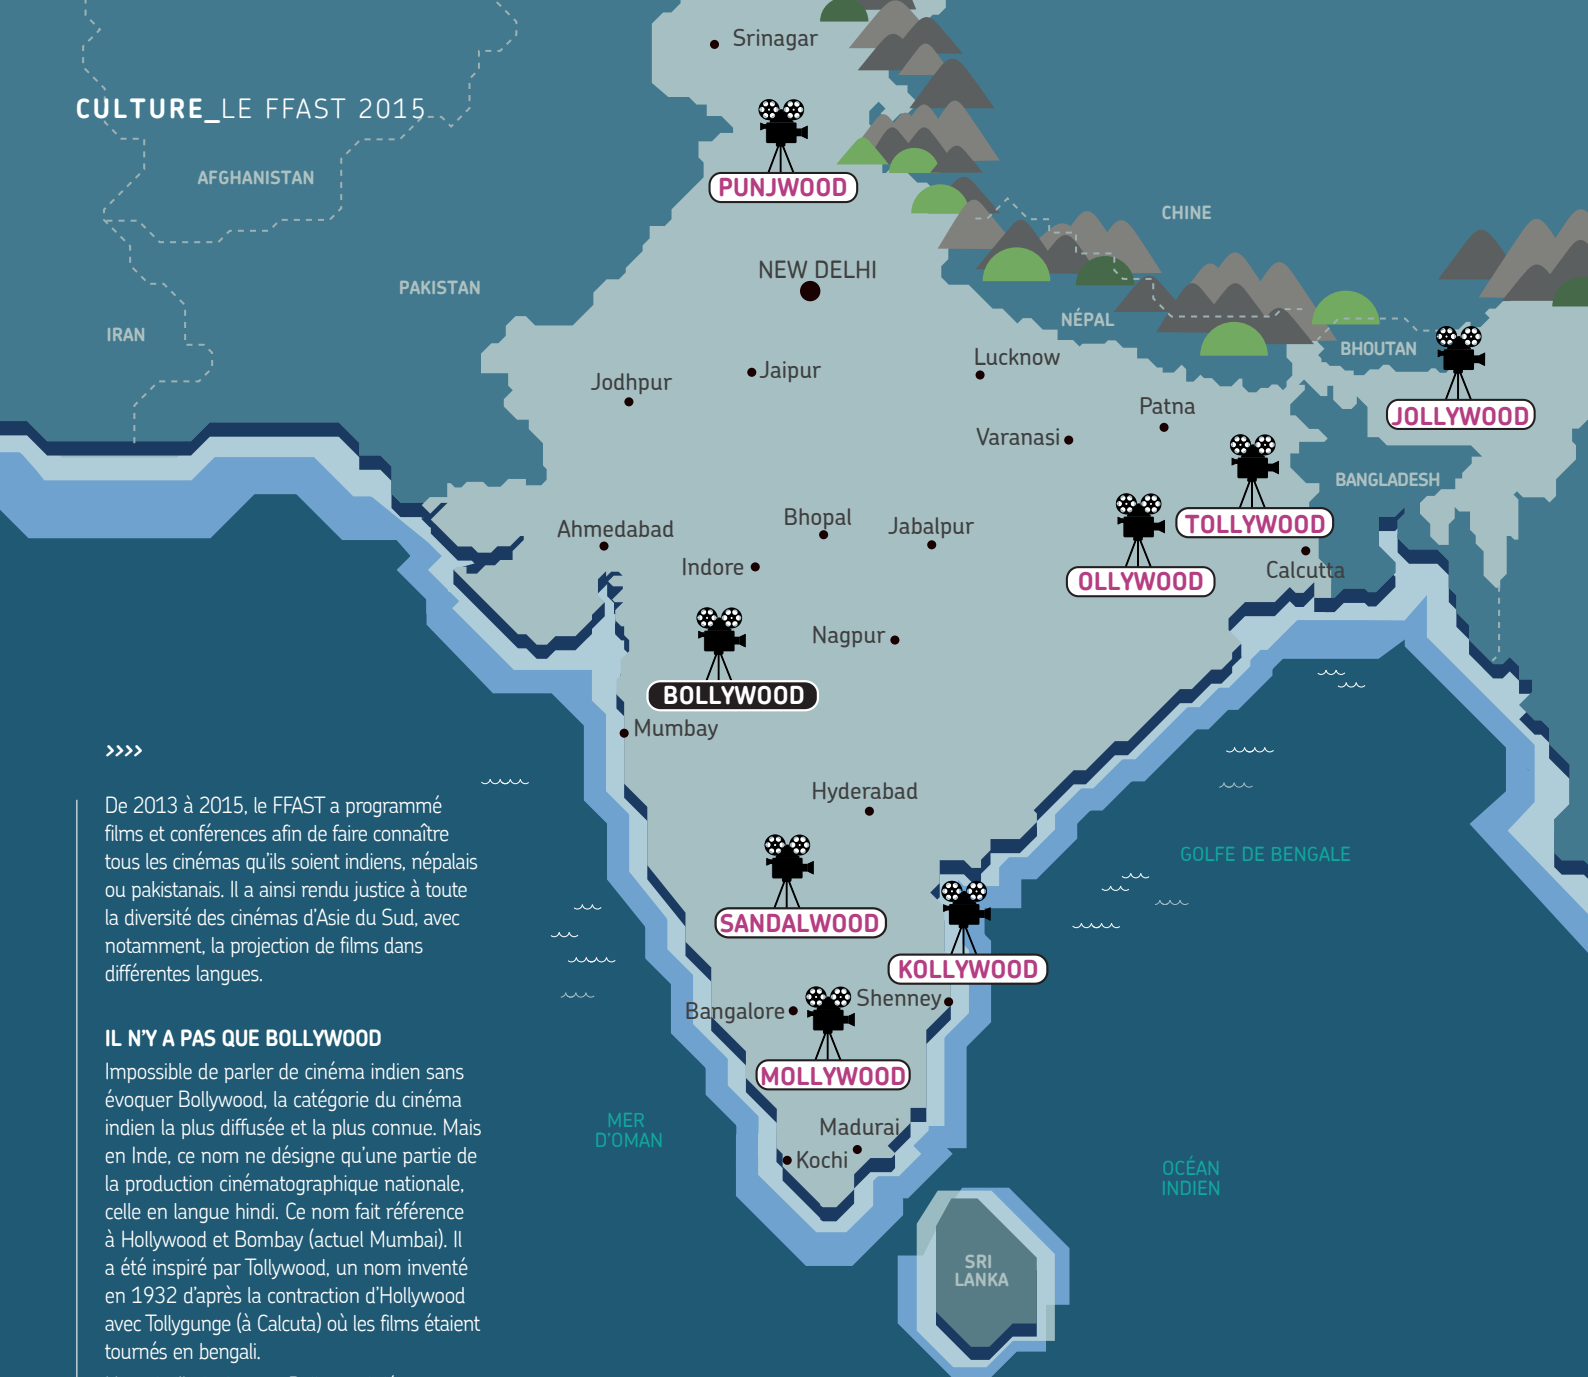 CULTURE_LE FFAST 2015
Srinagar
PUNJWOOD
AFGHANISTAN
CHINE
NEW DELHI
PAKISTAN
NÉPAL
IRAN
BHOUTAN
Lucknow
Jaipur
Jodhpur
Patna
JOLLYWOOD
Varanasi
BANGLADESH
Bhopal
Jabalpur
TOLLYWOOD
Ahmedabad
Indore
Calcutta
OLLYWOOD
Nagpur
BOLLYWOOD
Mumbay
Hyderabad
GOLFE DE BENGALE
SANDALWOOD
KOLLYWOOD
Shenney
Bangalore
MOLLYWOOD
MER
D'OMAN
Madurai
Kochi
OCÉAN
INDIEN
SRI
LANKA
››››
De 2013 à 2015, le FFAST a programmé
films et conférences afin de faire connaître
tous les cinémas qu'ils soient indiens, népalais
ou pakistanais. Il a ainsi rendu justice à toute
la diversité des cinémas d'Asie du Sud, avec
notamment, la projection de films dans
différentes langues.
IL N'Y A PAS QUE BOLLYWOOD
Impossible de parler de cinéma indien sans
évoquer Bollywood, la catégorie du cinéma
indien la plus diffusée et la plus connue. Mais
en Inde, ce nom ne désigne qu'une partie de
la production cinématographique nationale,
celle en langue hindi. Ce nom fait référence
à Hollywood et Bombay (actuel Mumbai). Il
a été inspiré par Tollywood, un nom inventé
en 1932 d'après la contraction d'Hollywood
avec Tollygunge (à Calcuta) où les films étaient
tournés en bengali.